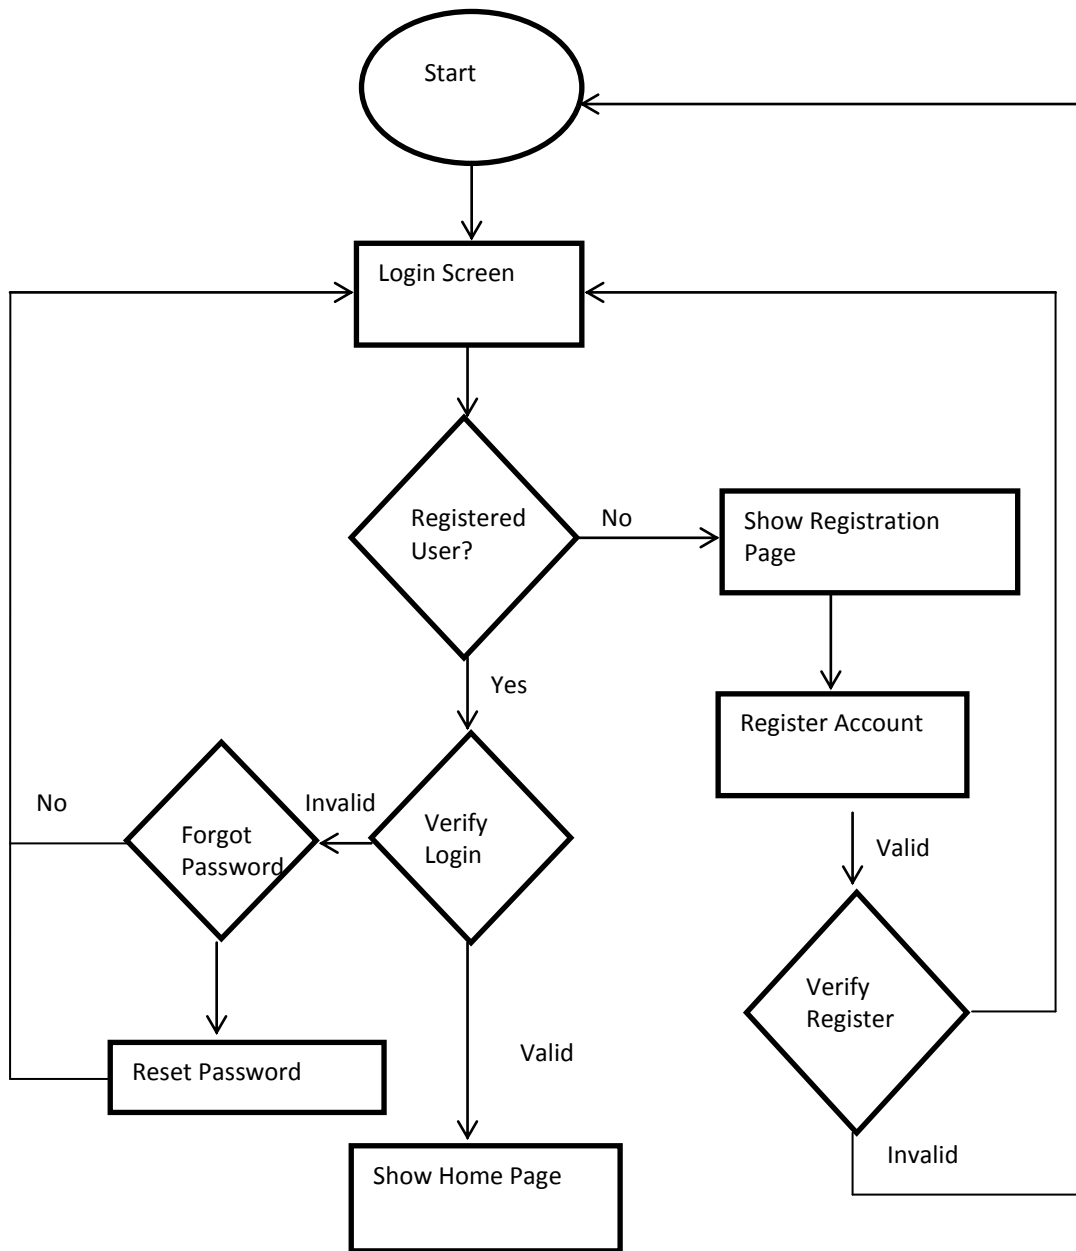 Start
Login Screen
Registered
User?
No
Show Registration
Page
Yes
Register Account
No
Invalid
Forgot
Password
Verify
Login
Valid
Verify
Register
Reset Password
Valid
Invalid
Show Home Page